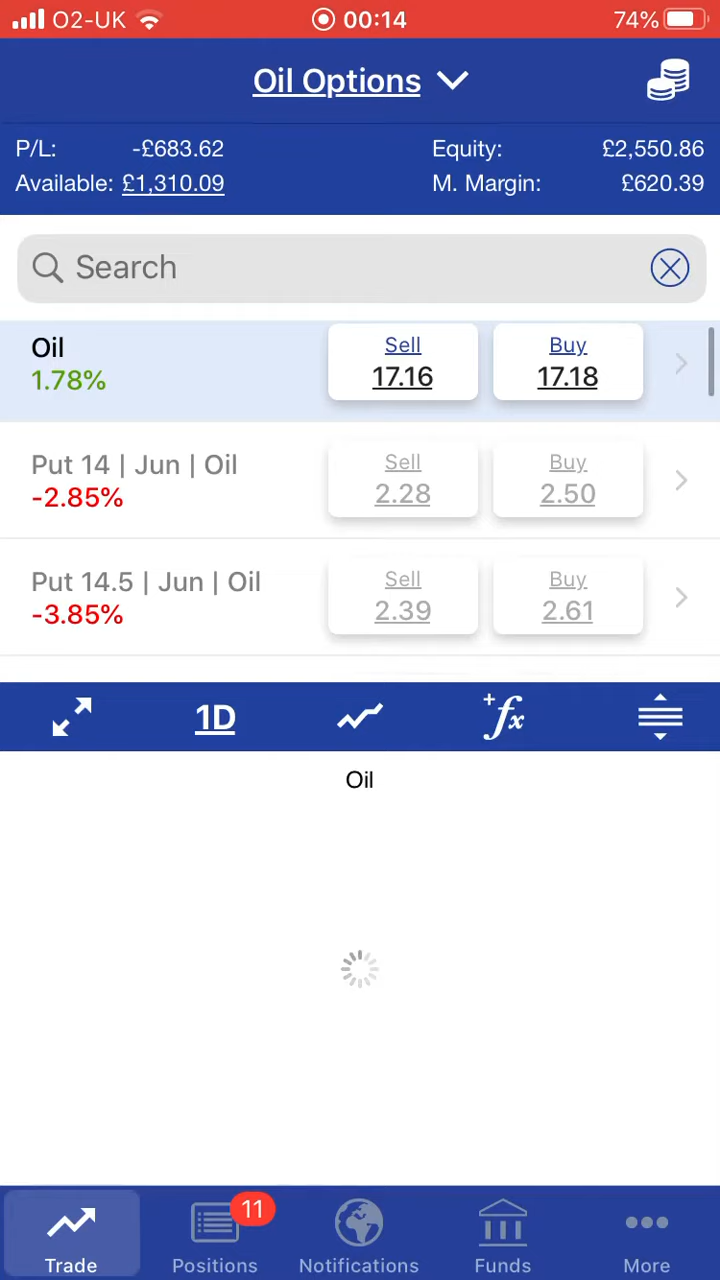 O2-UK 00:14 74%
Oil Options
P/L: -£683.62 Equity: £2,550.86
Available: £1,310.09 M. Margin: £620.39
Search
Oil Sell Buy
1.78% 17.16 17.18
Put 14 | Jun | Oil Sell Buy
-2.85% 2.28 2.50
Put 14.5 | Jun | Oil Sell Buy
-3.85% 2.39 2.61
1D +fx
Oil
11
Trade Positions Notifications Funds More